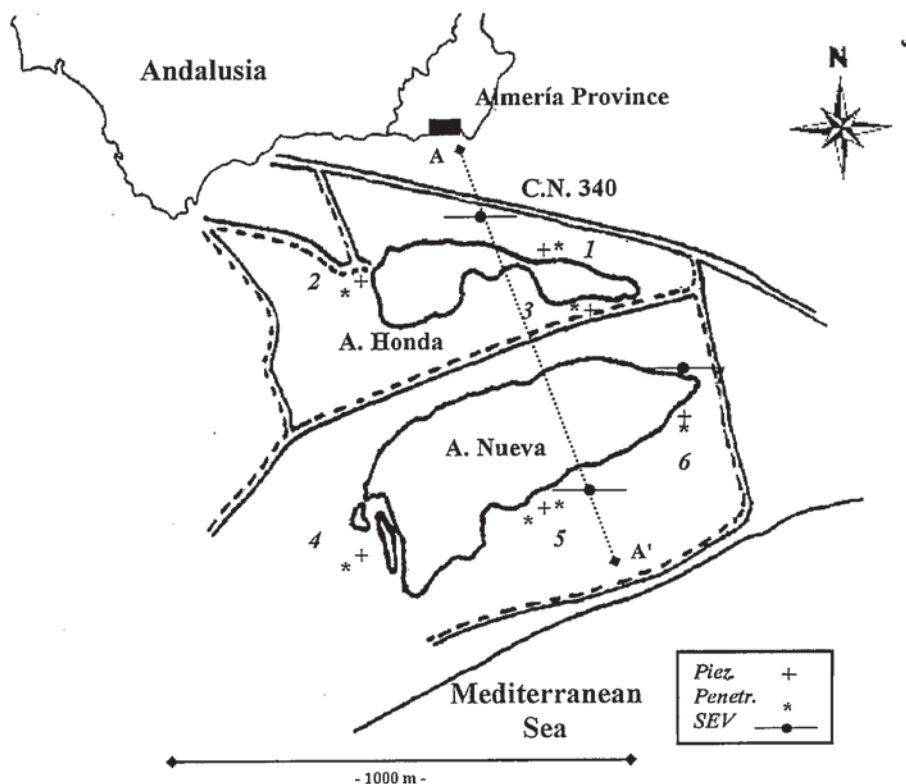 Andalusia
N
Almería Province
A
C.N. 340
1
2
3
A. Honda
A. Nueva
6
4
5
A'
Piez. +
Penetr. *
SEV
Mediterranean
Sea
- 1000 m -